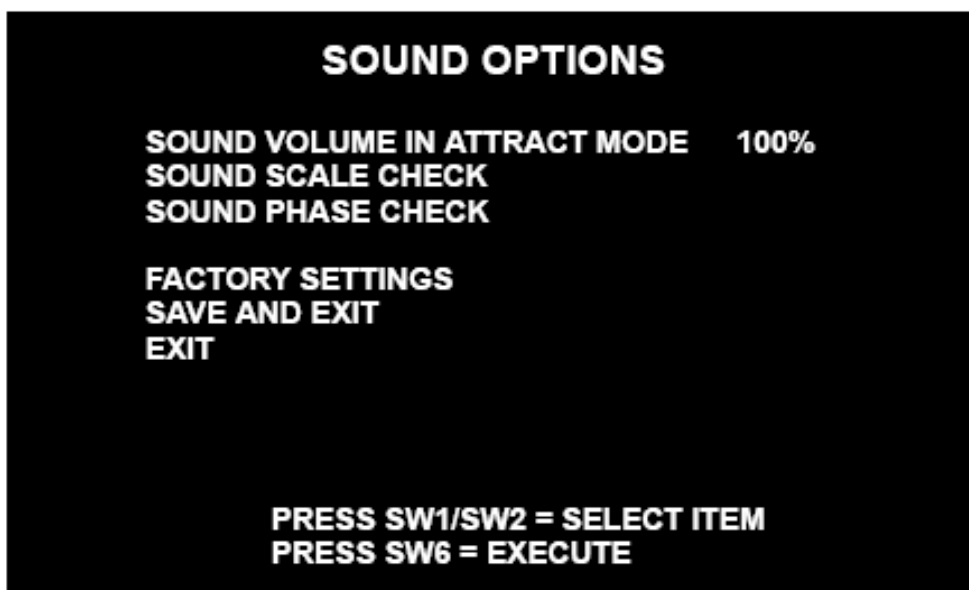 SOUND OPTIONS
SOUND VOLUME IN ATTRACT MODE 100%
SOUND SCALE CHECK
SOUND PHASE CHECK
FACTORY SETTINGS
SAVE AND EXIT
EXIT
PRESS SW1/SW2 = SELECT ITEM
PRESS SW6 = EXECUTE